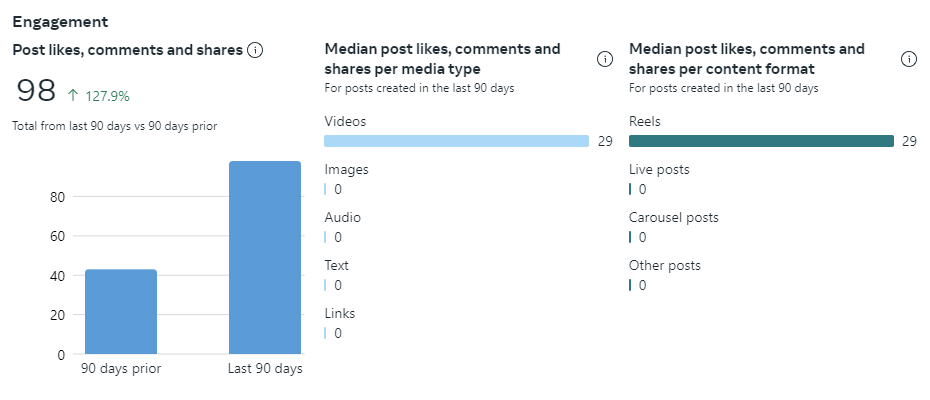 Engagement
Post likes, comments and shares
98 ↑ 127.9%
Total from last 90 days vs 90 days prior
80
60
40
20
0
90 days prior
Last 90 days
Median post likes, comments and
shares per media type
For posts created in the last 90 days
Videos
29
Images
0
Audio
0
Text
0
Links
0
Median post likes, comments and
shares per content format
For posts created in the last 90 days
Reels
29
Live posts
0
Carousel posts
0
Other posts
0